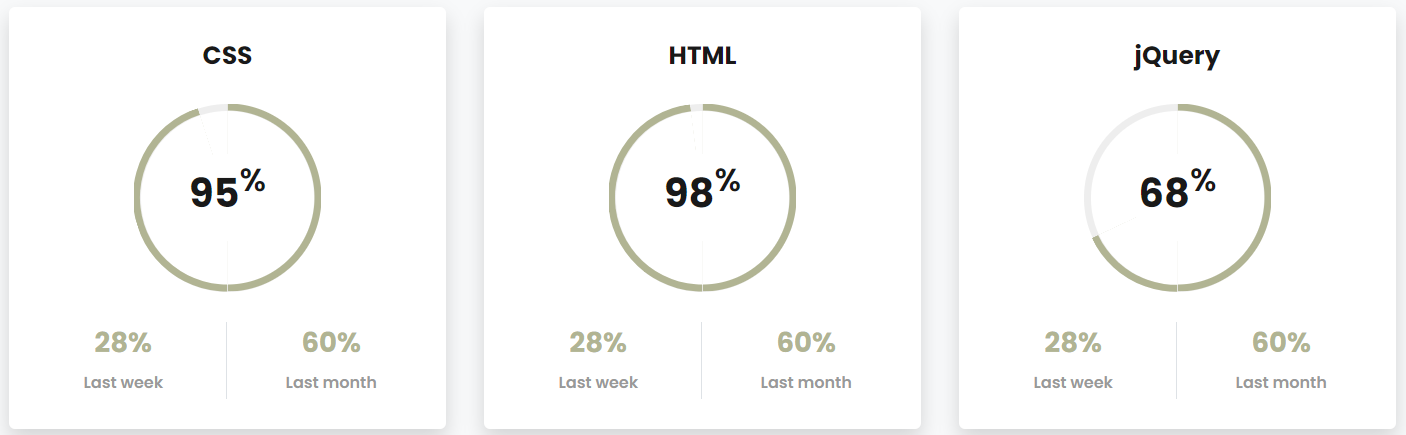 CSS
95%
28%
Last week
60%
Last month
HTML
98%
28%
Last week
60%
Last month
jQuery
68%
28%
Last week
60%
Last month